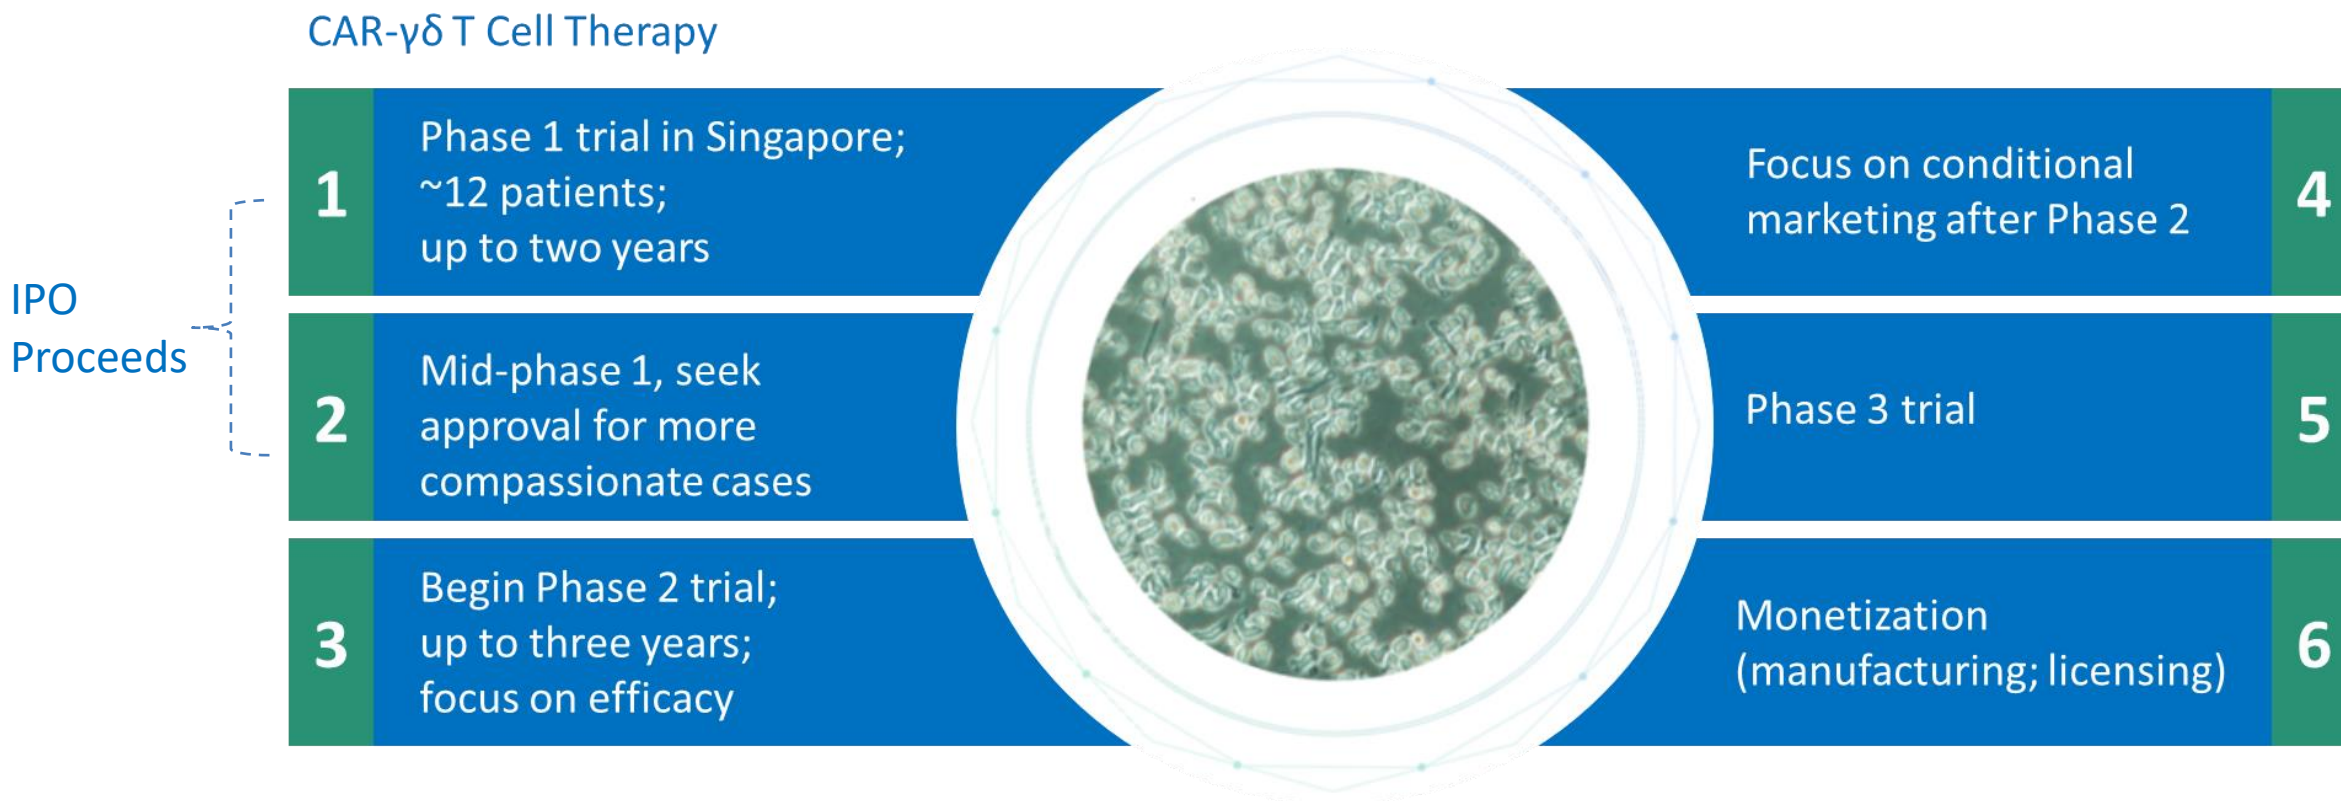 CAR-γδ T Cell Therapy
IPO
Proceeds
1
Phase 1 trial in Singapore;
~12 patients;
up to two years
2
Mid-phase 1, seek
approval for more
compassionate cases
3
Begin Phase 2 trial;
up to three years;
focus on efficacy
Focus on conditional
marketing after Phase 2
4
Phase 3 trial
5
Monetization
(manufacturing; licensing)
6